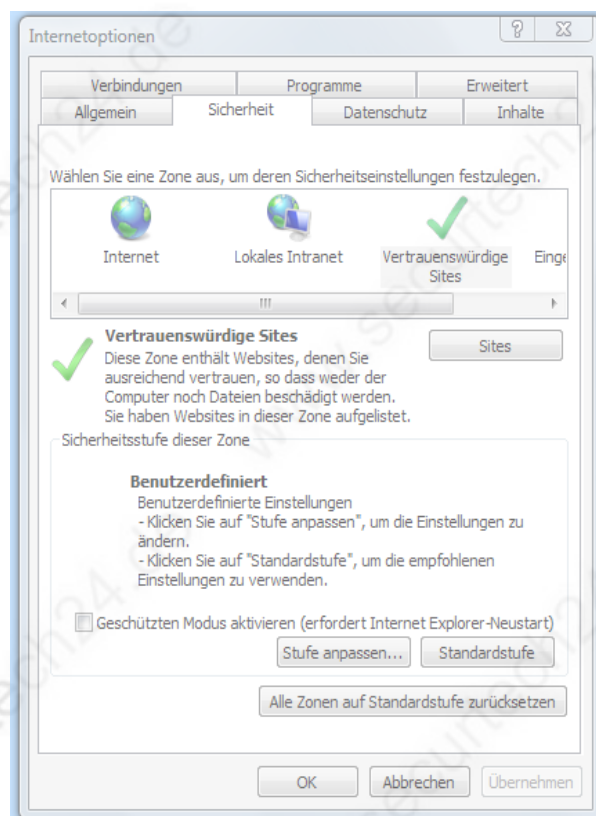 Internetoptionen
Verbindungen Programme Erweitert
Allgemein Sicherheit Datenschutz Inhalte
Wählen Sie eine Zone aus, um deren Sicherheitseinstellungen festzulegen.
Internet Lokales Intranet Vertrauenswürdige Einge
Sites
Vertrauenswürdige Sites
Sites
Diese Zone enthält Websites, denen Sie
ausreichend vertrauen, so dass weder der
Computer noch Dateien beschädigt werden.
Sie haben Websites in dieser Zone aufgelistet.
Sicherheitsstufe dieser Zone
Benutzerdefiniert
Benutzerdefinierte Einstellungen
- Klicken Sie auf "Stufe anpassen", um die Einstellungen zu
ändern.
- Klicken Sie auf "Standardstufe", um die empfohlenen
Einstellungen zu verwenden.
Geschützten Modus aktivieren (erfordert Internet Explorer-Neustart)
Stufe anpassen... Standardstufe
Alle Zonen auf Standardstufe zurücksetzen
OK Abbrechen Übernehmen
www.securtech24.de